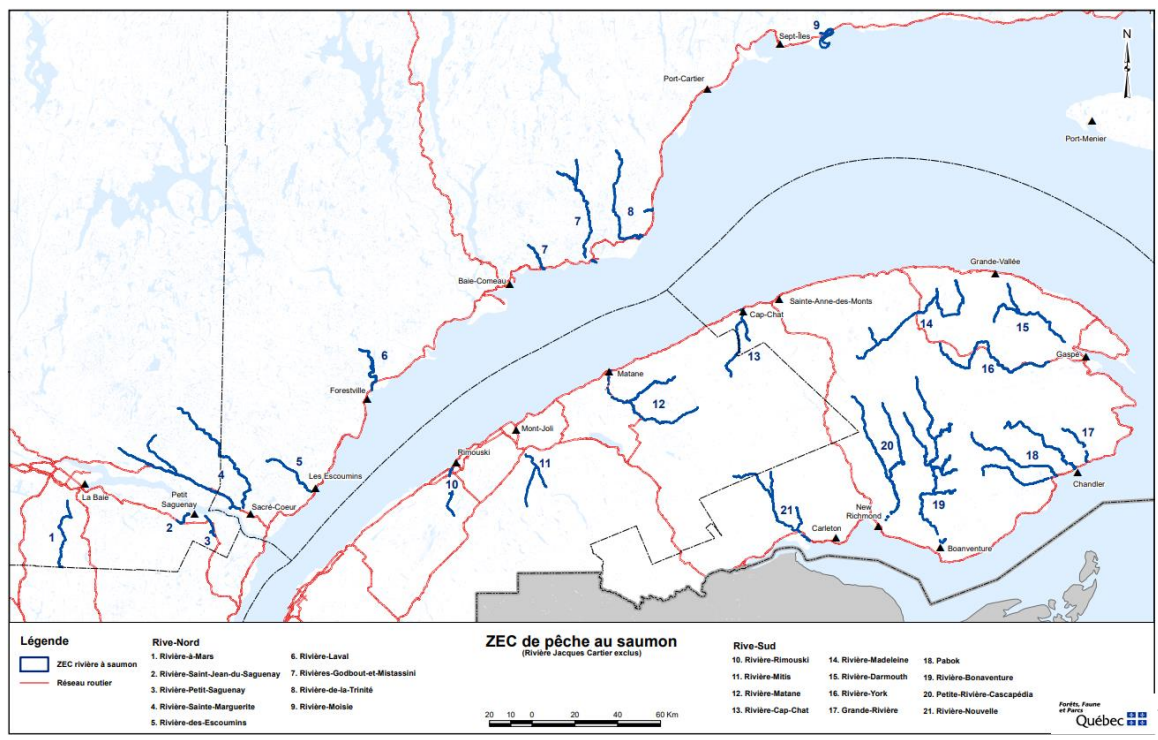 9
Sept-Îles
N
Port-Cartier
Port-Menier
7
8
7
Grande-Vallée
Baie-Comeau
Sainte-Anne-des-Monts
Cap-Chat
14
15
6
13
Gaspé
16
Forestville
Matane
12
Mont-Joli
17
5
4
Rimouski
11
20
18
Les Escoumins
10
Chandler
La Baie
Petit
Saguenay
Sacré-Coeur
21
New
Richmond
19
2
1
3
Carleton
Bonaventure
Légende
ZEC rivière à saumon
Réseau routier
Rive-Nord
1. Rivière-à-Mars
2. Rivière-Saint-Jean-du-Saguenay
3. Rivière-Petit-Saguenay
4. Rivière-Sainte-Marguerite
5. Rivière-des-Escoumins
6. Rivière-Laval
7. Rivières-Godbout-et-Mistassini
8. Rivière-de-la-Trinité
9. Rivière-Moisie
ZEC de pêche au saumon
(Rivière Jacques Cartier exclus)
20 10 0 20 40 60 Km
Rive-Sud
10. Rivière-Rimouski
11. Rivière-Mitis
12. Rivière-Matane
13. Rivière-Cap-Chat
14. Rivière-Madeleine
15. Rivière-Darmouth
16. Rivière-York
17. Grande-Rivière
18. Pabok
19. Rivière-Bonaventure
20. Petite-Rivière-Cascapédia
21. Rivière-Nouvelle
Forêts, Faune
et Parcs
Québec